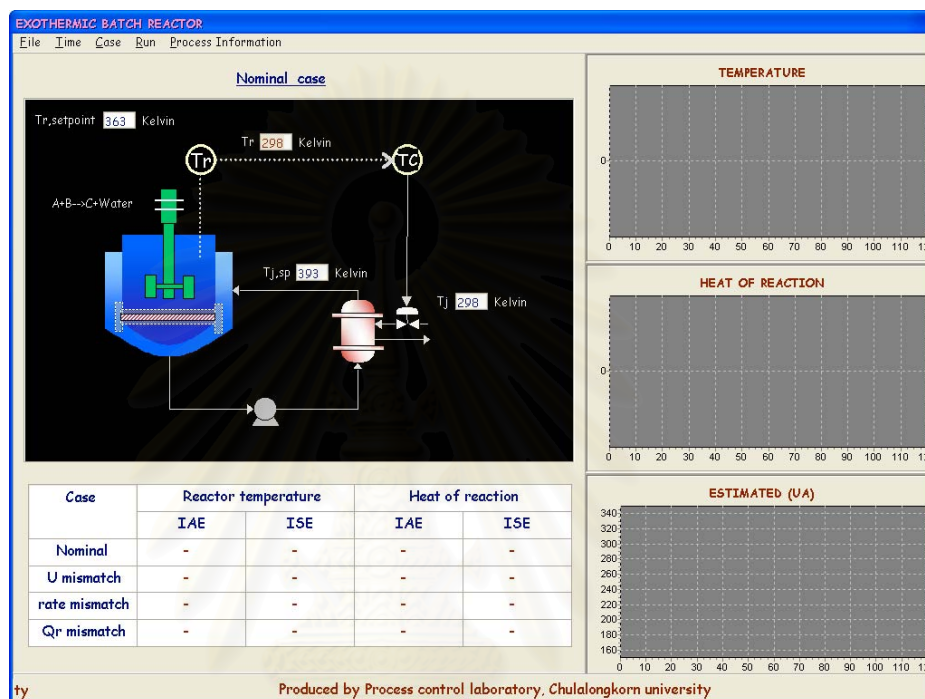 EXOTHERMIC BATCH REACTOR
File Time Case Run Process Information
Nominal case
Tr,setpoint 363 Kelvin
Tr 298 Kelvin
Tr
TC
A+B-->C+Water
Tj,sp 393 Kelvin
Tj 298 Kelvin
TEMPERATURE
0
0 10 20 30 40 50 60 70 80 90 100 110
HEAT OF REACTION
0
0 10 20 30 40 50 60 70 80 90 100 110
ESTIMATED (UA)
340
320
300
280
260
240
220
200
180
160
0 10 20 30 40 50 60 70 80 90 100 110
Case Reactor temperature Heat of reaction
IAE ISE IAE ISE
Nominal - - - -
U mismatch - - - -
rate mismatch - - - -
Qr mismatch - - - -
ty Produced by Process control laboratory, Chulalongkorn university